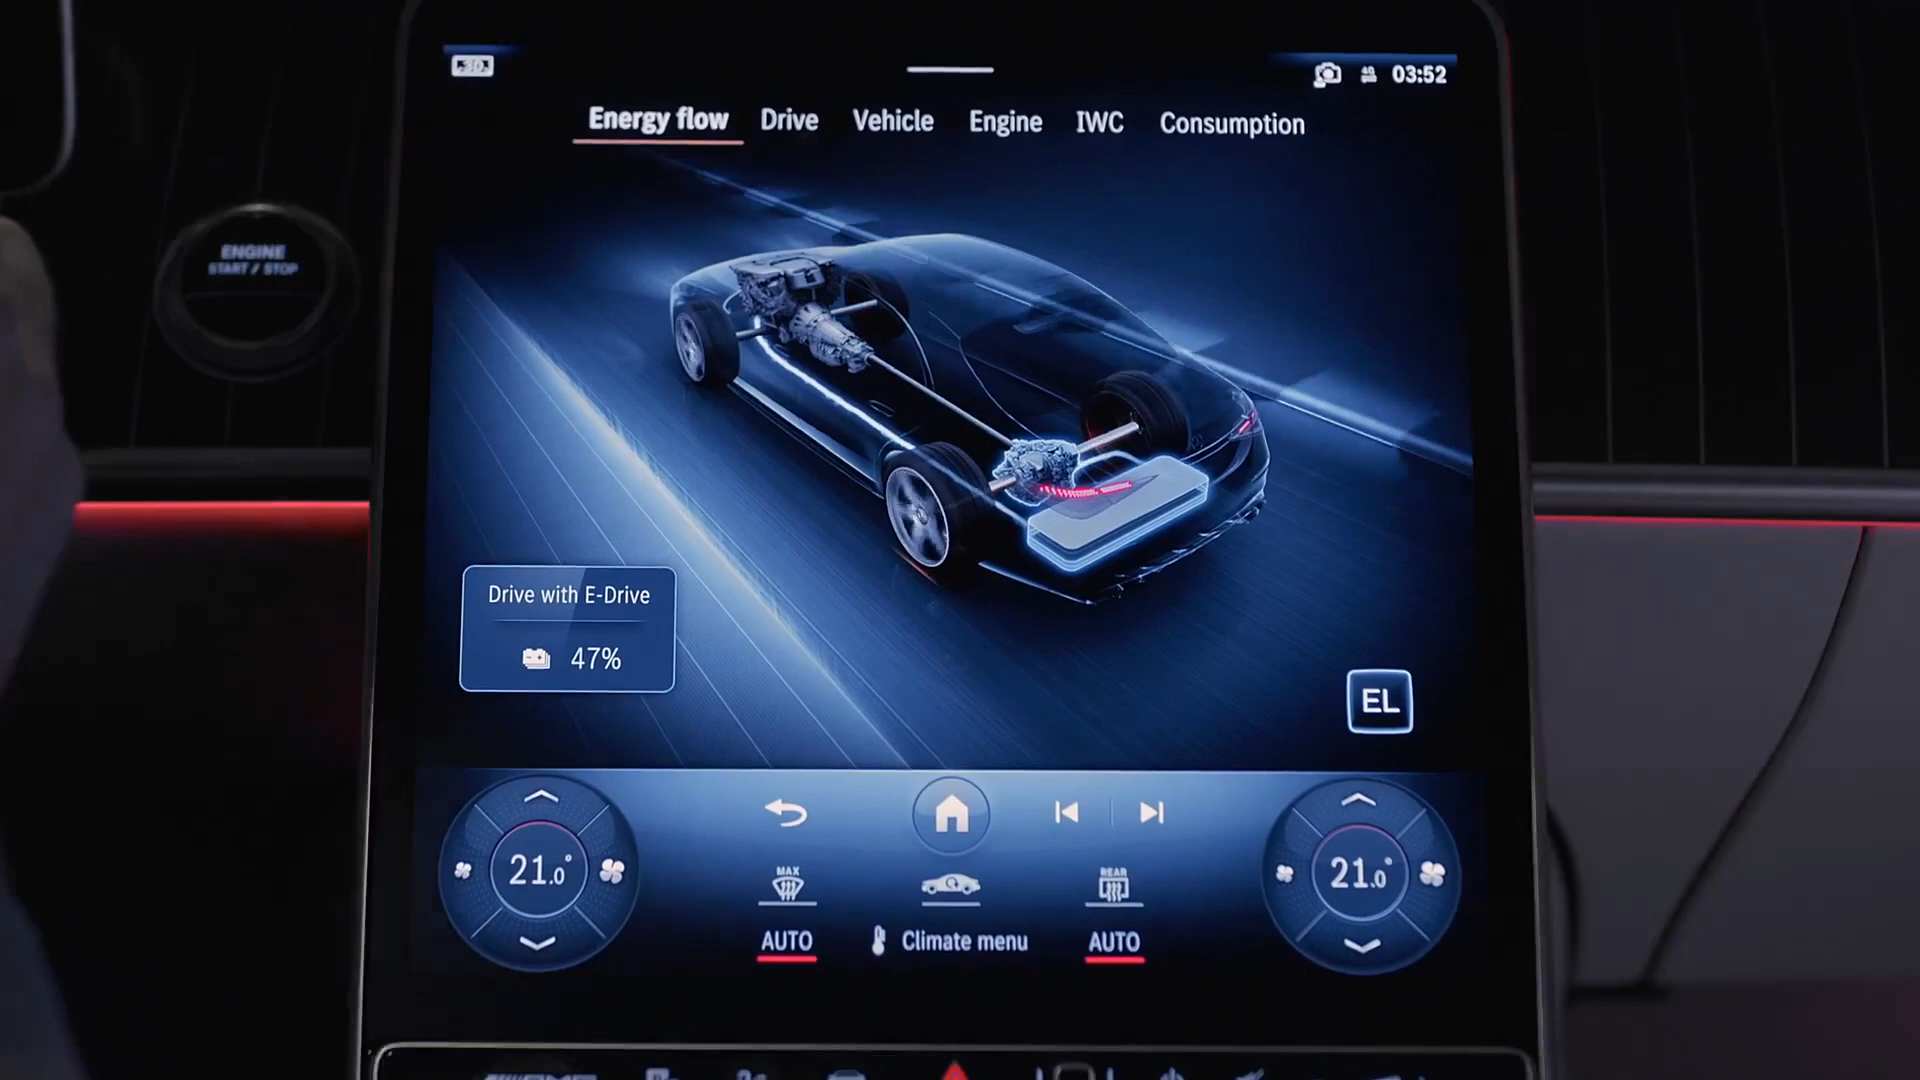 03:52
Energy flow Drive Vehicle Engine IWC Consumption
ENGINE
START / STOP
Drive with E-Drive
47%
EL
21.0°
21.0°
MAX
REAR
AUTO
Climate menu
AUTO